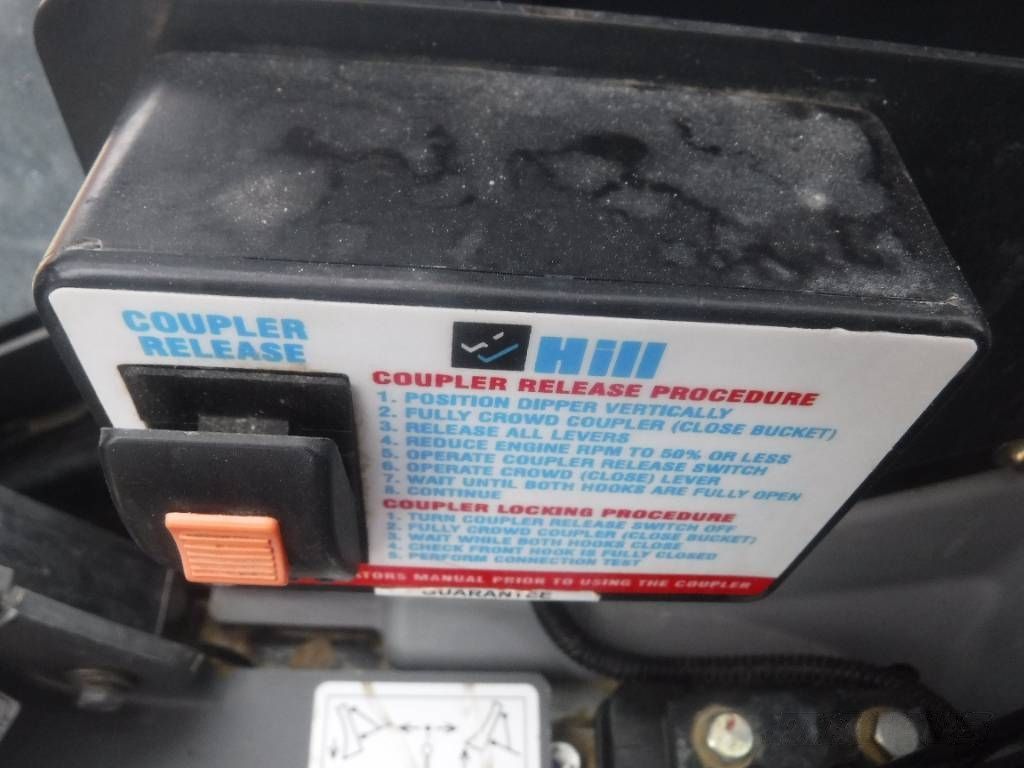 COUPLER
RELEASE
Hill
COUPLER RELEASE PROCEDURE
1. POSITION DIPPER VERTICALLY
2. FULLY CROWD COUPLER (CLOSE BUCKET)
3. RELEASE ALL LEVERS
4. REDUCE ENGINE RPM TO 50% OR LESS
5. OPERATE COUPLER RELEASE SWITCH
6. OPERATE CROWD (CLOSE) LEVER
7. WAIT UNTIL BOTH HOOKS ARE FULLY OPEN
8. CONTINUE
COUPLER LOCKING PROCEDURE
1. TURN COUPLER RELEASE SWITCH OFF
2. FULLY CROWD COUPLER (CLOSE BUCKET)
3. WAIT WHILE BOTH HOOKS CLOSE
4. CHECK FRONT HOOK IS FULLY CLOSED
5. PERFORM CONNECTION TEST
ATORS MANUAL PRIOR TO USING THE COUPLER
GUARANTEE